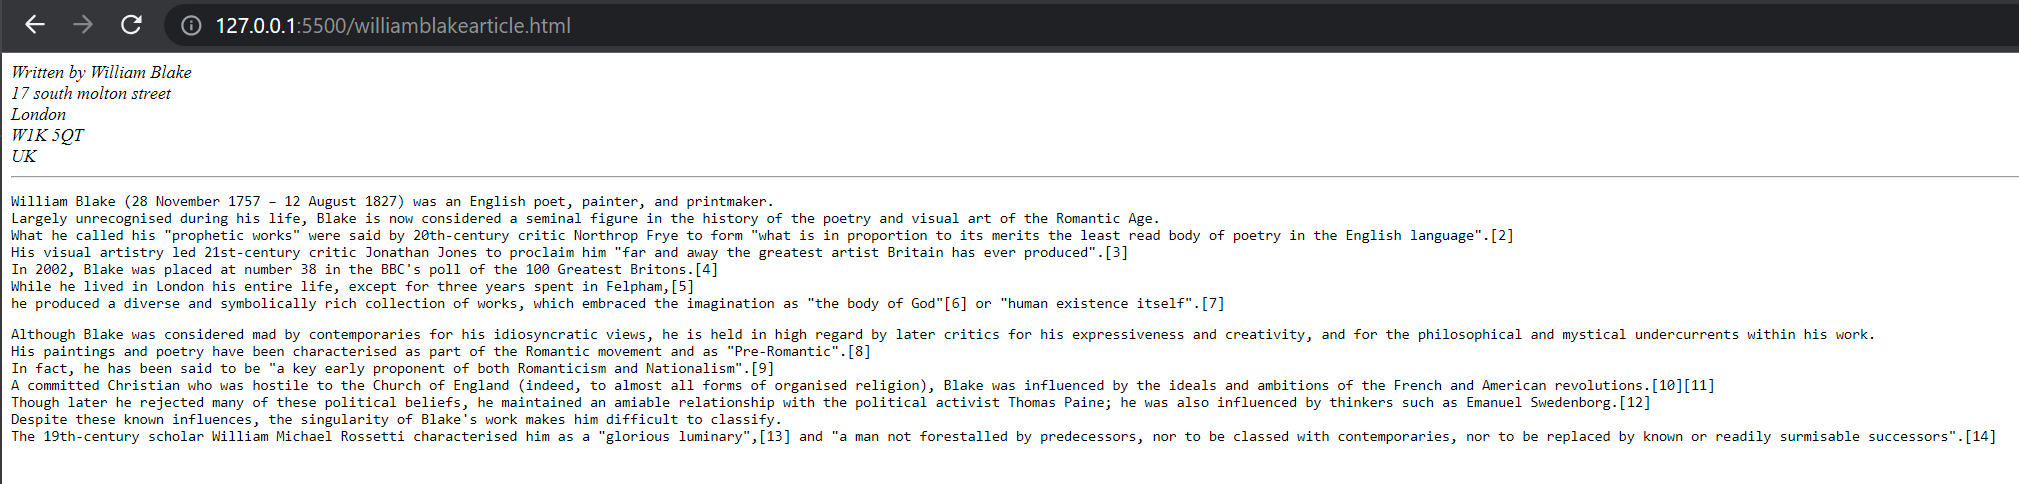 127.0.0.1:5500/williamblakearticle.html
Written by William Blake
17 south molton street
London
W1K 5QT
UK
William Blake (28 November 1757 – 12 August 1827) was an English poet, painter, and printmaker.
Largely unrecognised during his life, Blake is now considered a seminal figure in the history of the poetry and visual art of the Romantic Age.
What he called his "prophetic works" were said by 20th-century critic Northrop Frye to form "what is in proportion to its merits the least read body of poetry in the English language".[2]
His visual artistry led 21st-century critic Jonathan Jones to proclaim him "far and away the greatest artist Britain has ever produced".[3]
In 2002, Blake was placed at number 38 in the BBC's poll of the 100 Greatest Britons.[4]
While he lived in London his entire life, except for three years spent in Felpham,[5]
he produced a diverse and symbolically rich collection of works, which embraced the imagination as "the body of God"[6] or "human existence itself".[7]
Although Blake was considered mad by contemporaries for his idiosyncratic views, he is held in high regard by later critics for his expressiveness and creativity, and for the philosophical and mystical undercurrents within his work.
His paintings and poetry have been characterised as part of the Romantic movement and as "Pre-Romantic".[8]
In fact, he has been said to be "a key early proponent of both Romanticism and Nationalism".[9]
A committed Christian who was hostile to the Church of England (indeed, to almost all forms of organised religion), Blake was influenced by the ideals and ambitions of the French and American revolutions.[10][11]
Though later he rejected many of these political beliefs, he maintained an amiable relationship with the political activist Thomas Paine; he was also influenced by thinkers such as Emanuel Swedenborg.[12]
Despite these known influences, the singularity of Blake's work makes him difficult to classify.
The 19th-century scholar William Michael Rossetti characterised him as a "glorious luminary",[13] and "a man not forestalled by predecessors, nor to be classed with contemporaries, nor to be replaced by known or readily surmisable successors".[14]